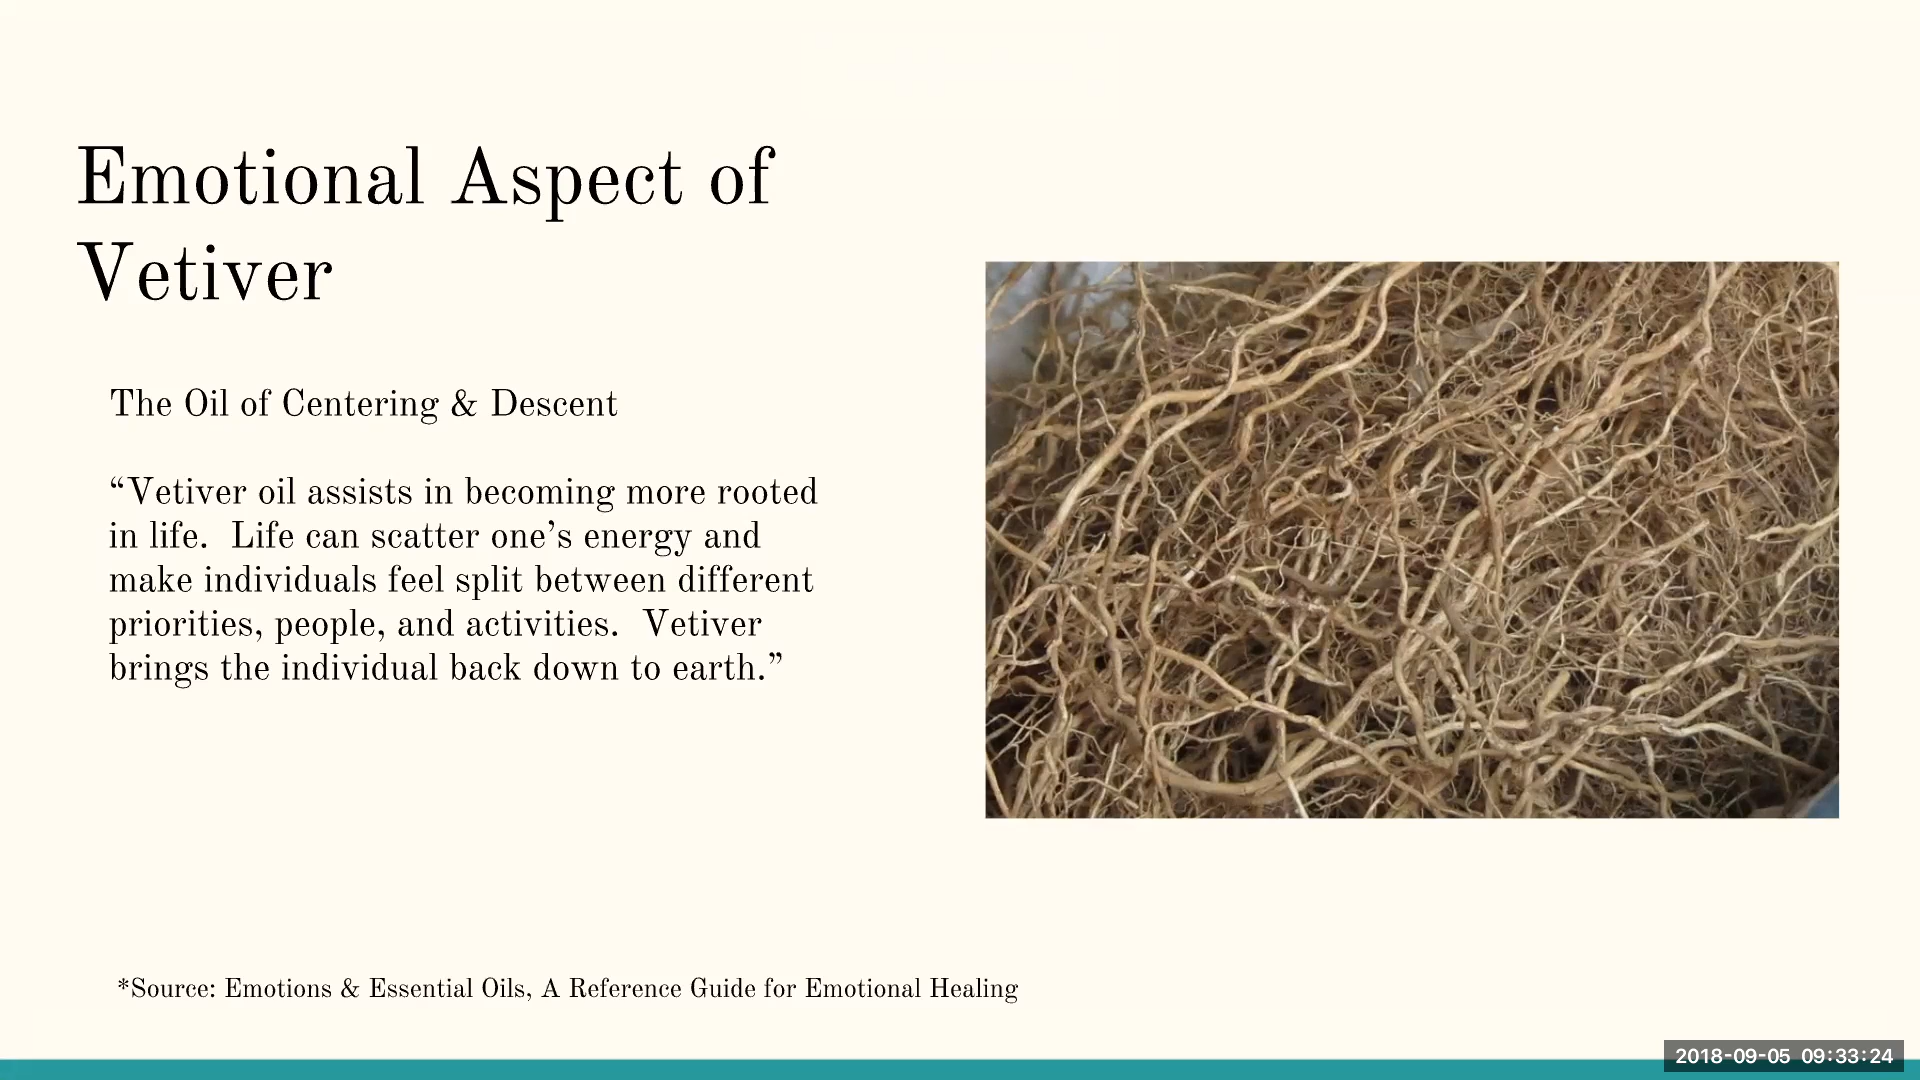 Emotional Aspect of
Vetiver
The Oil of Centering & Descent
“Vetiver oil assists in becoming more rooted
in life.  Life can scatter one’s energy and
make individuals feel split between different
priorities, people, and activities.  Vetiver
brings the individual back down to earth.”
*Source: Emotions & Essential Oils, A Reference Guide for Emotional Healing
2018-09-05 09:33:24